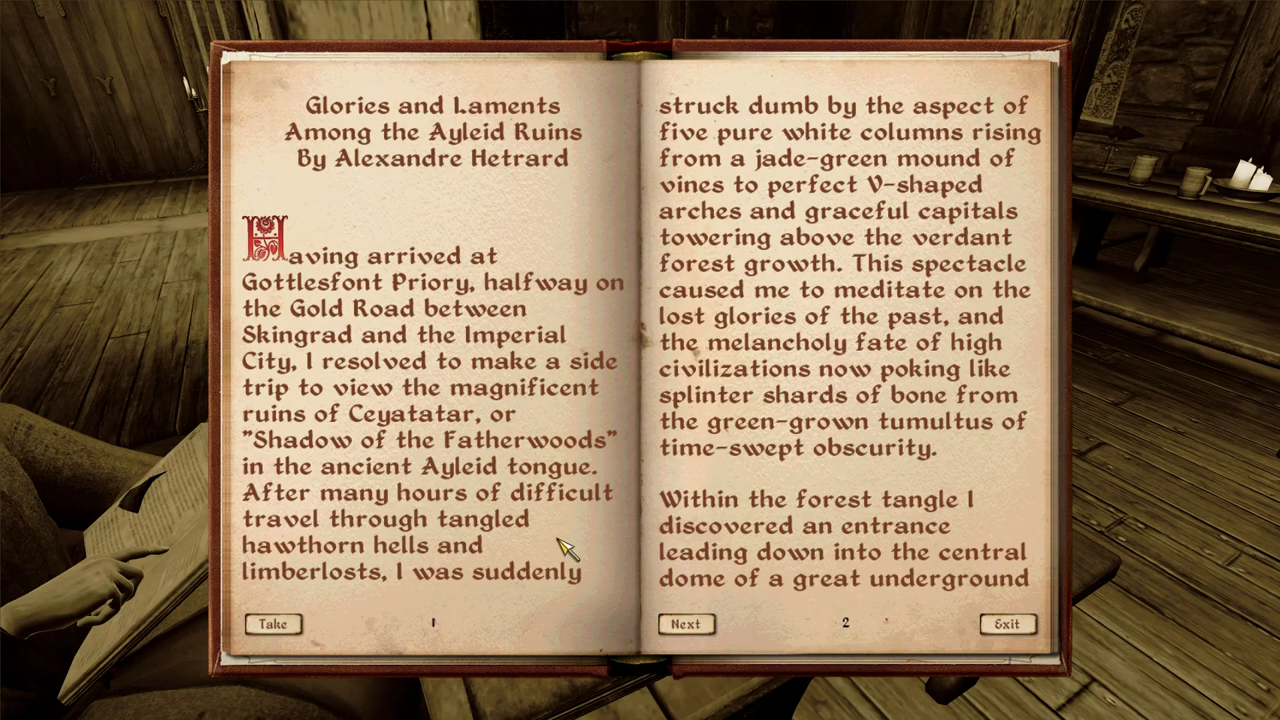 Glories and Laments
Among the Ayleid Ruins
By Alexandre Hetrard
Having arrived at
Gottlesfont Priory, halfway on
the Gold Road between
Skingrad and the Imperial
City, I resolved to make a side
trip to view the magnificent
ruins of Ceyatatar, or
"Shadow of the Fatherwoods"
in the ancient Ayleid tongue.
After many hours of difficult
travel through tangled
hawthorn hells and
limberlosts, I was suddenly
Take
1
struck dumb by the aspect of
five pure white columns rising
from a jade-green mound of
vines to perfect V-shaped
arches and graceful capitals
towering above the verdant
forest growth. This spectacle
caused me to meditate on the
lost glories of the past, and
the melancholy fate of high
civilizations now poking like
splinter shards of bone from
the green-grown tumultus of
time-swept obscurity.
Within the forest tangle I
discovered an entrance
leading down into the central
dome of a great underground
Next
2
Exit